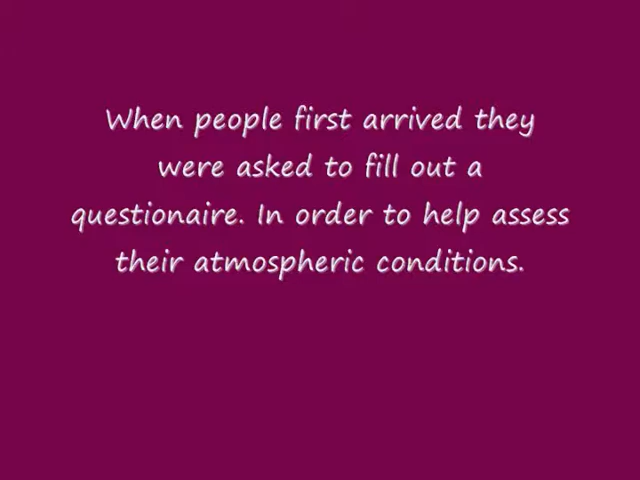 When people first arrived they
were asked to fill out a
questionaire. In order to help assess
their atmospheric conditions.